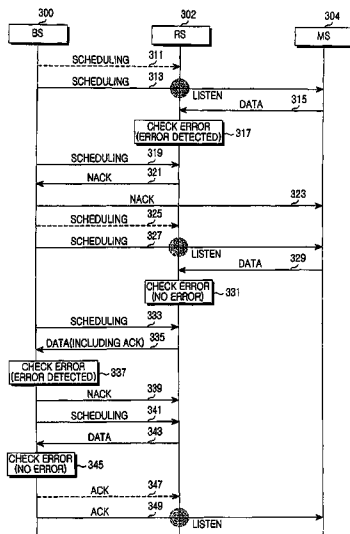 300
302
304
BS
RS
MS
SCHEDULING 311
SCHEDULING 313
LISTEN
DATA 315
CHECK ERROR
(ERROR DETECTED)
317
SCHEDULING 319
NACK 321
NACK 323
SCHEDULING 325
SCHEDULING 327
LISTEN
DATA 329
CHECK ERROR
(NO ERROR)
331
SCHEDULING 333
DATA(INCLUDING ACK) 335
CHECK ERROR
(ERROR DETECTED)
337
NACK 339
SCHEDULING 341
DATA 343
CHECK ERROR
(NO ERROR)
345
ACK 347
ACK 349
LISTEN